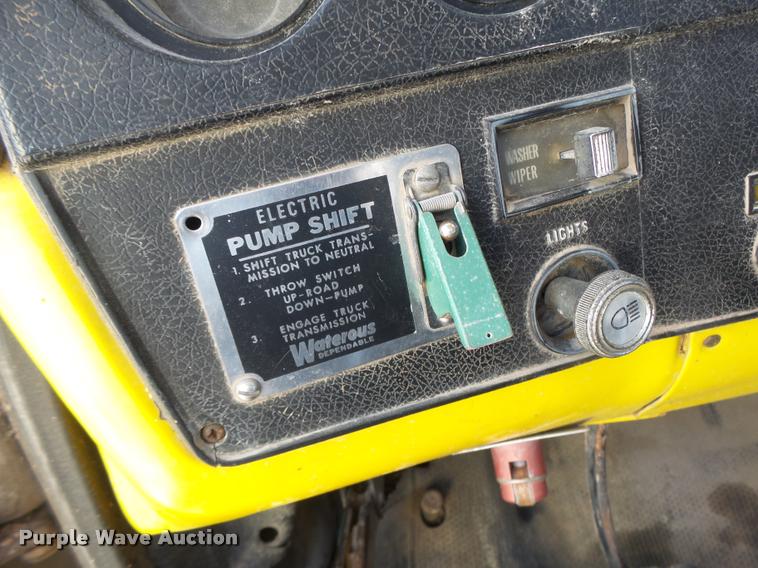 ELECTRIC
PUMP SHIFT
1. SHIFT TRUCK TRANS-
MISSION TO NEUTRAL
2. THROW SWITCH
UP-ROAD
DOWN-PUMP
3. ENGAGE TRUCK
TRANSMISSION
Waterous
DEPENDABLE
WASHER
WIPER
LIGHTS
Purple Wave Auction